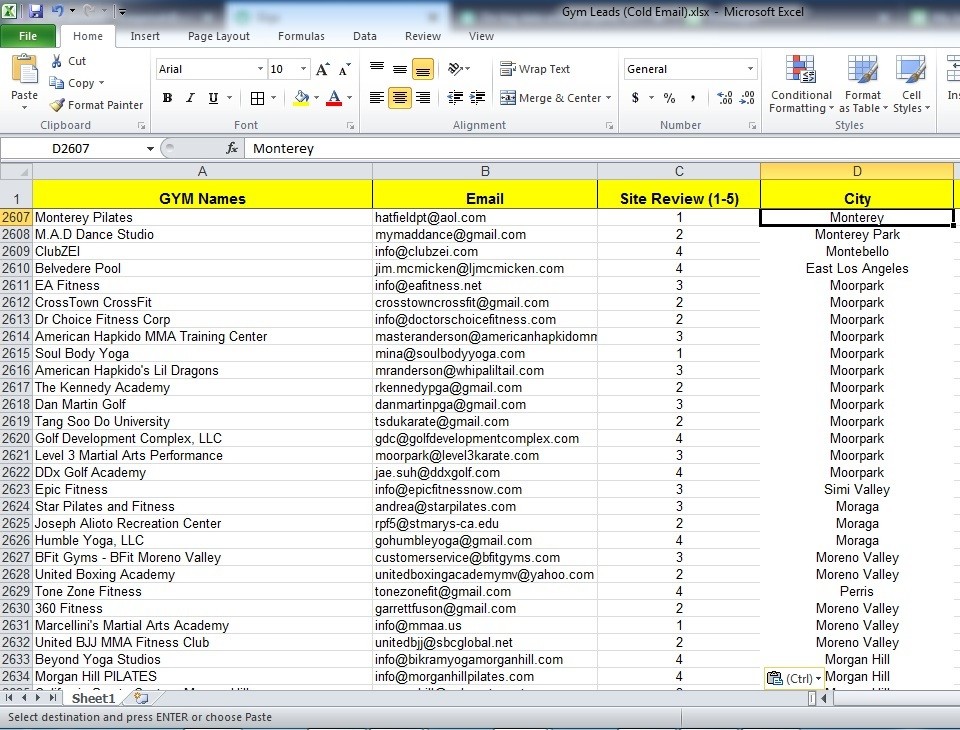 Gym Leads (Cold Email).xlsx - Microsoft Excel
File Home Insert Page Layout Formulas Data Review View
Paste
Cut
Copy
Format Painter
Clipboard
Arial 10 A A
B I U A
Font
Wrap Text
Merge & Center
Alignment
General
$ % ,
Number
Conditional Formatting
Format as Table
Cell Styles
Styles
Ins
D2607 fx Monterey
A B C D
1 GYM Names Email Site Review (1-5) City
2607 Monterey Pilates hatfieldpt@aol.com 1 Monterey
2608 M.A.D Dance Studio mymaddance@gmail.com 2 Monterey Park
2609 ClubZEI info@clubzei.com 4 Montebello
2610 Belvedere Pool jim.mcmicken@ljmcmicken.com 4 East Los Angeles
2611 EA Fitness info@eafitness.net 3 Moorpark
2612 CrossTown CrossFit crosstowncrossfit@gmail.com 2 Moorpark
2613 Dr Choice Fitness Corp info@doctorschoicefitness.com 2 Moorpark
2614 American Hapkido MMA Training Center masteranderson@americanhapkidomm 3 Moorpark
2615 Soul Body Yoga mina@soulbodyyoga.com 1 Moorpark
2616 American Hapkido's Lil Dragons mranderson@whipaliltail.com 3 Moorpark
2617 The Kennedy Academy rkennedypga@gmail.com 2 Moorpark
2618 Dan Martin Golf danmartinpga@gmail.com 3 Moorpark
2619 Tang Soo Do University tsdukarate@gmail.com 2 Moorpark
2620 Golf Development Complex, LLC gdc@golfdevelopmentcomplex.com 4 Moorpark
2621 Level 3 Martial Arts Performance moorpark@level3karate.com 3 Moorpark
2622 DDx Golf Academy jae.suh@ddxgolf.com 4 Moorpark
2623 Epic Fitness info@epicfitnessnow.com 3 Simi Valley
2624 Star Pilates and Fitness andrea@starpilates.com 3 Moraga
2625 Joseph Alioto Recreation Center rpf5@stmarys-ca.edu 2 Moraga
2626 Humble Yoga, LLC gohumbleyoga@gmail.com 4 Moraga
2627 BFit Gyms - BFit Moreno Valley customerservice@bfitgyms.com 3 Moreno Valley
2628 United Boxing Academy unitedboxingacademymv@yahoo.com 2 Moreno Valley
2629 Tone Zone Fitness tonezonefit@gmail.com 4 Perris
2630 360 Fitness garrettfuson@gmail.com 2 Moreno Valley
2631 Marcellini's Martial Arts Academy info@mmaa.us 1 Moreno Valley
2632 United BJJ MMA Fitness Club unitedbjj@sbcglobal.net 2 Moreno Valley
2633 Beyond Yoga Studios info@bikramyogamorganhill.com 4 Morgan Hill
2634 Morgan Hill PILATES info@morganhillpilates.com 4 Morgan Hill
(Ctrl)
Sheet1
Select destination and press ENTER or choose Paste